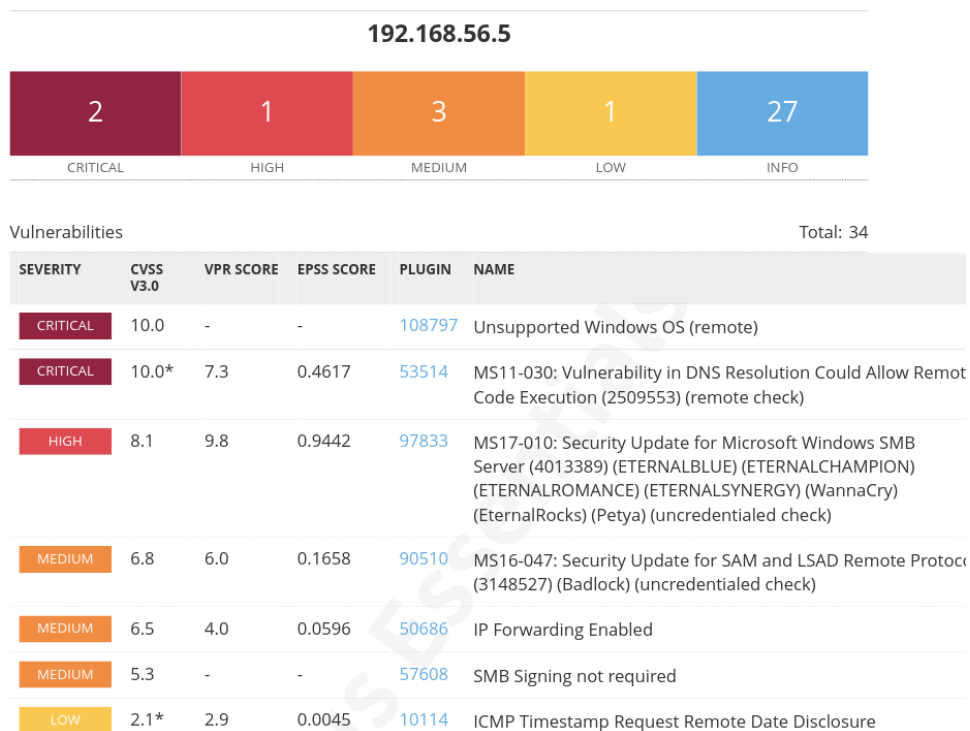 192.168.56.5
2 1 3 1 27
CRITICAL HIGH MEDIUM LOW INFO
Vulnerabilities Total: 34
SEVERITY CVSS V3.0 VPR SCORE EPSS SCORE PLUGIN NAME
CRITICAL 10.0 - - 108797 Unsupported Windows OS (remote)
CRITICAL 10.0* 7.3 0.4617 53514 MS11-030: Vulnerability in DNS Resolution Could Allow Remot
Code Execution (2509553) (remote check)
HIGH 8.1 9.8 0.9442 97833 MS17-010: Security Update for Microsoft Windows SMB
Server (4013389) (ETERNALBLUE) (ETERNALCHAMPION)
(ETERNALROMANCE) (ETERNALSYNERGY) (WannaCry)
(EternalRocks) (Petya) (uncredentialed check)
MEDIUM 6.8 6.0 0.1658 90510 MS16-047: Security Update for SAM and LSAD Remote Protoc
(3148527) (Badlock) (uncredentialed check)
MEDIUM 6.5 4.0 0.0596 50686 IP Forwarding Enabled
MEDIUM 5.3 - - 57608 SMB Signing not required
LOW 2.1* 2.9 0.0045 10114 ICMP Timestamp Request Remote Date Disclosure
s Essentials